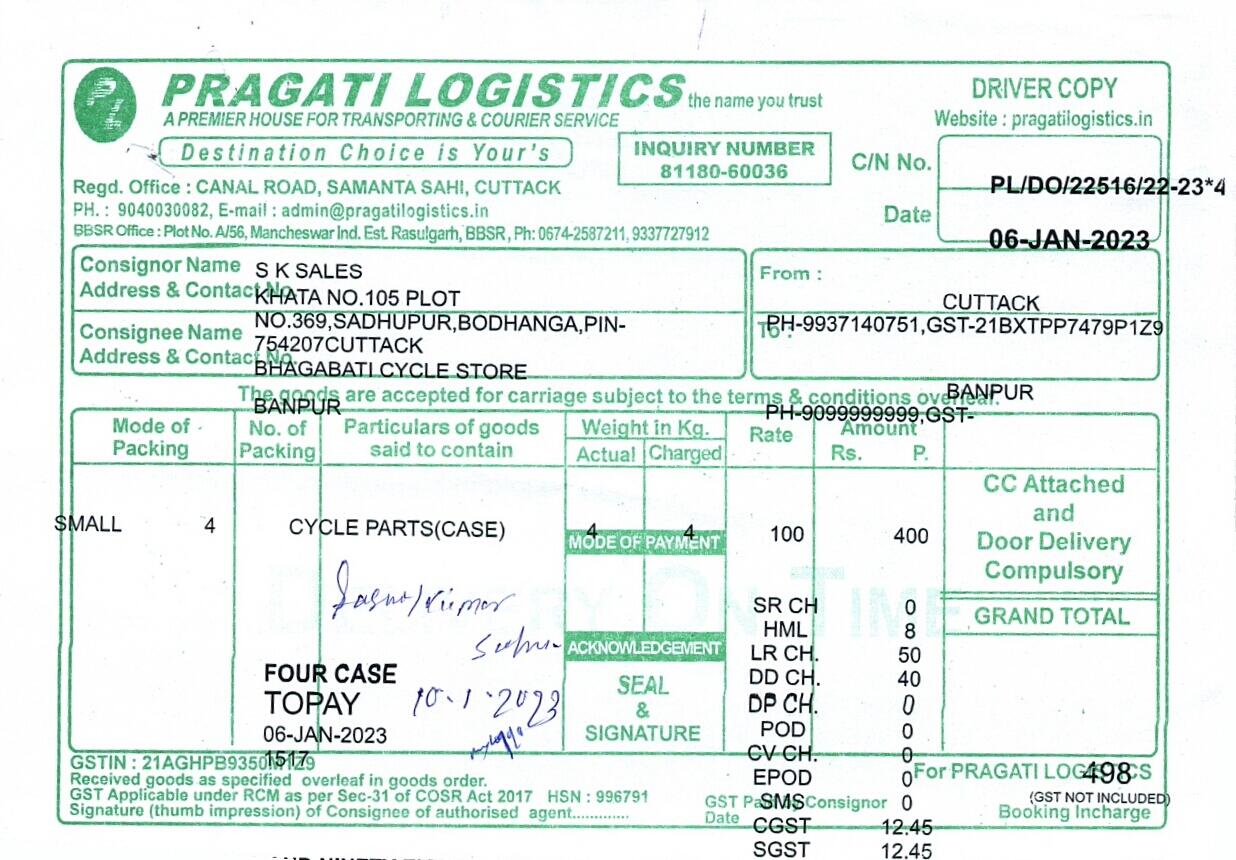 PRAGATI LOGISTICS the name you trust
A PREMIER HOUSE FOR TRANSPORTING & COURIER SERVICE
Destination Choice is Your's
INQUIRY NUMBER
81180-60036
DRIVER COPY
Website : pragatilogistics.in
C/N No.
PL/DO/22516/22-23*4
Date
06-JAN-2023
Regd. Office : CANAL ROAD, SAMANTA SAHI, CUTTACK
PH. : 9040030082, E-mail : admin@pragatilogistics.in
BBSR Office : Plot No. A/56, Mancheswar Ind. Est. Rasulgarh, BBSR, Ph: 0674-2587211, 9337727912
Consignor Name S K SALES
Address & Contact No. KHATA NO.105 PLOT
NO.369,SADHUPUR,BODHANGA,PIN-
754207CUTTACK
From :
CUTTACK
PH-9937140751,GST-21BXTPP7479P1Z9
Consignee Name
Address & Contact No.
BHAGABATI CYCLE STORE
BANPUR
To :
BANPUR
PH-9099999999,GST-
The goods are accepted for carriage subject to the terms & conditions overleaf.
Mode of Packing
No. of Packing
Particulars of goods said to contain
Weight in Kg.
Actual Charged
Rate
Amount
Rs. P.
SMALL 4 CYCLE PARTS(CASE) 4 4 100 400
CC Attached
and
Door Delivery
Compulsory
GRAND TOTAL
MODE OF PAYMENT
DELIVERY ON TIME
ACKNOWLEDGEMENT
SEAL
&
SIGNATURE
SR CH 0
HML 8
LR CH. 50
DD CH. 40
DP CH. 0
POD 0
CV CH. 0
EPOD 0
SMS 0
CGST 12.45
SGST 12.45
FOUR CASE
TOPAY
06-JAN-2023
1517
10-1-2023
498
(GST NOT INCLUDED)
GSTIN : 21AGHPB9350M1Z9
Received goods as specified overleaf in goods order.
GST Applicable under RCM as per Sec-31 of COSR Act 2017 HSN : 996791
Signature (thumb impression) of Consignee of authorised agent.............
GST Paid by Consignor
Date
For PRAGATI LOGISTICS
Booking Incharge